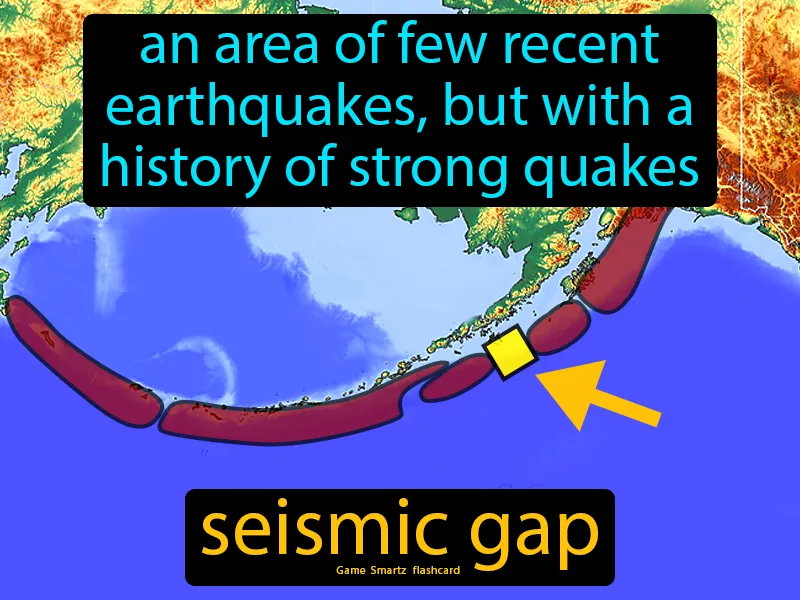 an area of few recent
earthquakes, but with a
history of strong quakes
seismic gap
Game Smartz flashcard